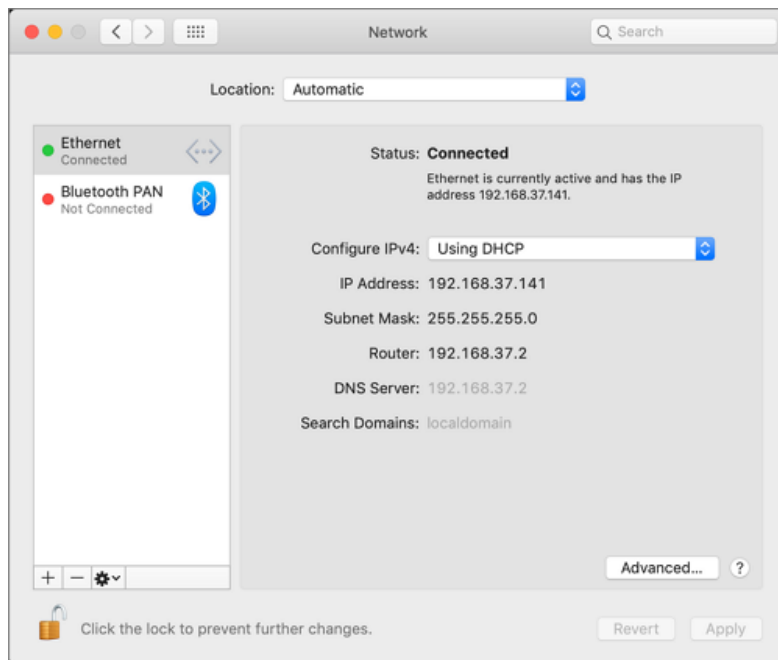 Network
Search
Location: Automatic
Ethernet
Connected
Bluetooth PAN
Not Connected
Status: Connected
Ethernet is currently active and has the IP
address 192.168.37.141.
Configure IPv4: Using DHCP
IP Address: 192.168.37.141
Subnet Mask: 255.255.255.0
Router: 192.168.37.2
DNS Server: 192.168.37.2
Search Domains: localdomain
Advanced... ?
Click the lock to prevent further changes.
Revert Apply